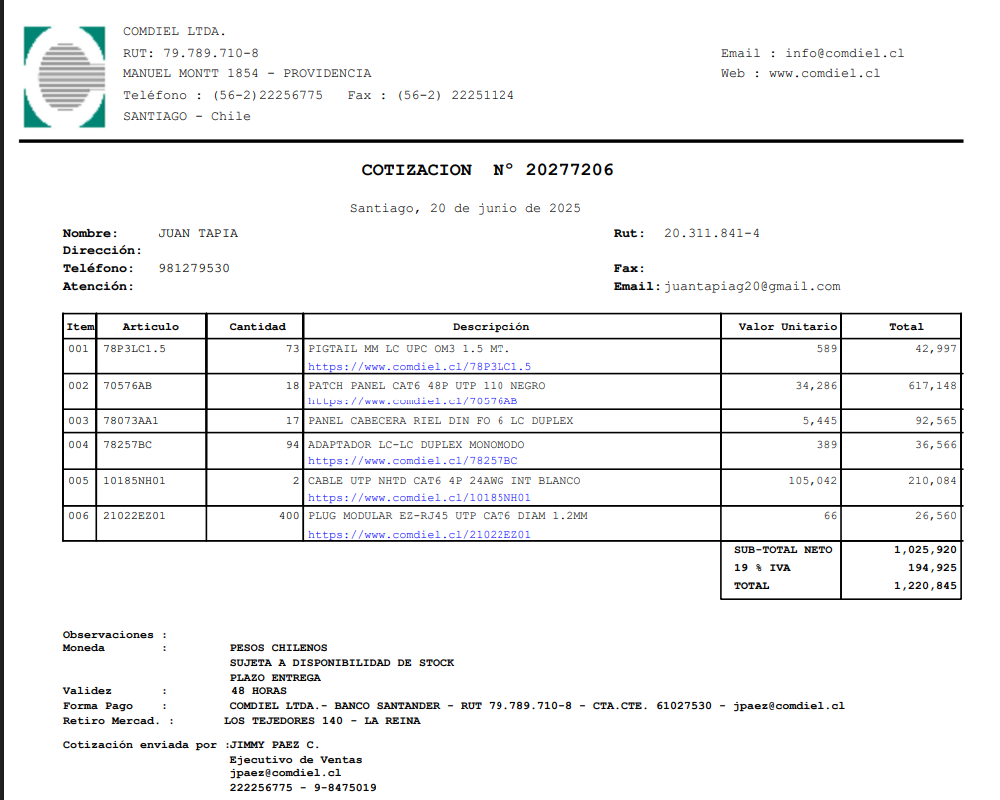 COMDIEL LTDA.
RUT: 79.789.710-8
Email : info@comdiel.cl
MANUEL MONTT 1854 - PROVIDENCIA
Web : www.comdiel.cl
Teléfono : (56-2)22256775 Fax : (56-2) 22251124
SANTIAGO - Chile
COTIZACION Nº 20277206
Santiago, 20 de junio de 2025
Nombre: JUAN TAPIA Rut: 20.311.841-4
Dirección:
Teléfono: 981279530 Fax:
Atención: Email: juantapiag20@gmail.com
Item Articulo Cantidad Descripción Valor Unitario Total
001 78P3LC1.5 73 PIGTAIL MM LC UPC OM3 1.5 MT. 589 42,997
https://www.comdiel.cl/78P3LC1.5
002 70576AB 18 PATCH PANEL CAT6 48P UTP 110 NEGRO 34,286 617,148
https://www.comdiel.cl/70576AB
003 78073AA1 17 PANEL CABECERA RIEL DIN FO 6 LC DUPLEX 5,445 92,565
004 78257BC 94 ADAPTADOR LC-LC DUPLEX MONOMODO 389 36,566
https://www.comdiel.cl/78257BC
005 10185NH01 2 CABLE UTP NHTD CAT6 4P 24AWG INT BLANCO 105,042 210,084
https://www.comdiel.cl/10185NH01
006 21022EZ01 400 PLUG MODULAR EZ-RJ45 UTP CAT6 DIAM 1.2MM 66 26,560
https://www.comdiel.cl/21022EZ01
SUB-TOTAL NETO 1,025,920
19 % IVA 194,925
TOTAL 1,220,845
Observaciones :
Moneda : PESOS CHILENOS
SUJETA A DISPONIBILIDAD DE STOCK
PLAZO ENTREGA
Validez : 48 HORAS
Forma Pago : COMDIEL LTDA.- BANCO SANTANDER - RUT 79.789.710-8 - CTA.CTE. 61027530 - jpaez@comdiel.cl
Retiro Mercad. : LOS TEJEDORES 140 - LA REINA
Cotización enviada por :JIMMY PAEZ C.
Ejecutivo de Ventas
jpaez@comdiel.cl
222256775 - 9-8475019